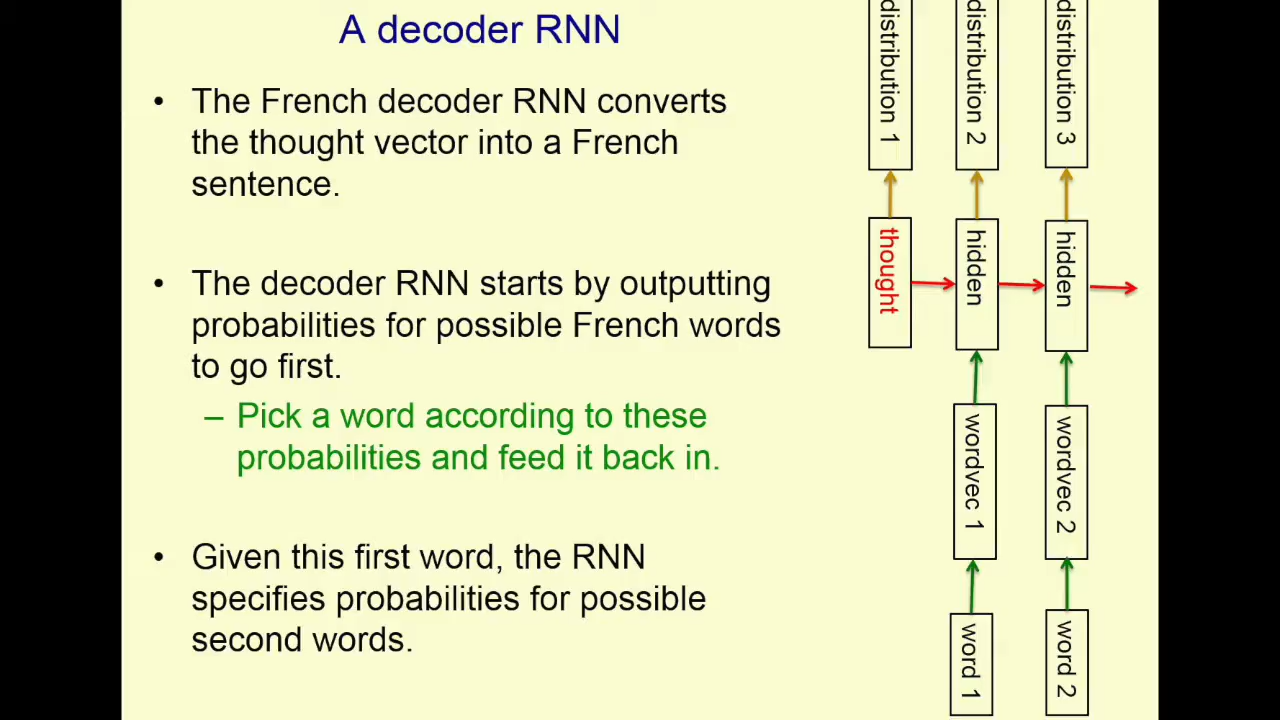 A decoder RNN
• The French decoder RNN converts
the thought vector into a French
sentence.
• The decoder RNN starts by outputting
probabilities for possible French words
to go first.
– Pick a word according to these
probabilities and feed it back in.
• Given this first word, the RNN
specifies probabilities for possible
second words.
distribution 1
distribution 2
distribution 3
thought
hidden
hidden
wordvec 1
wordvec 2
word 1
word 2